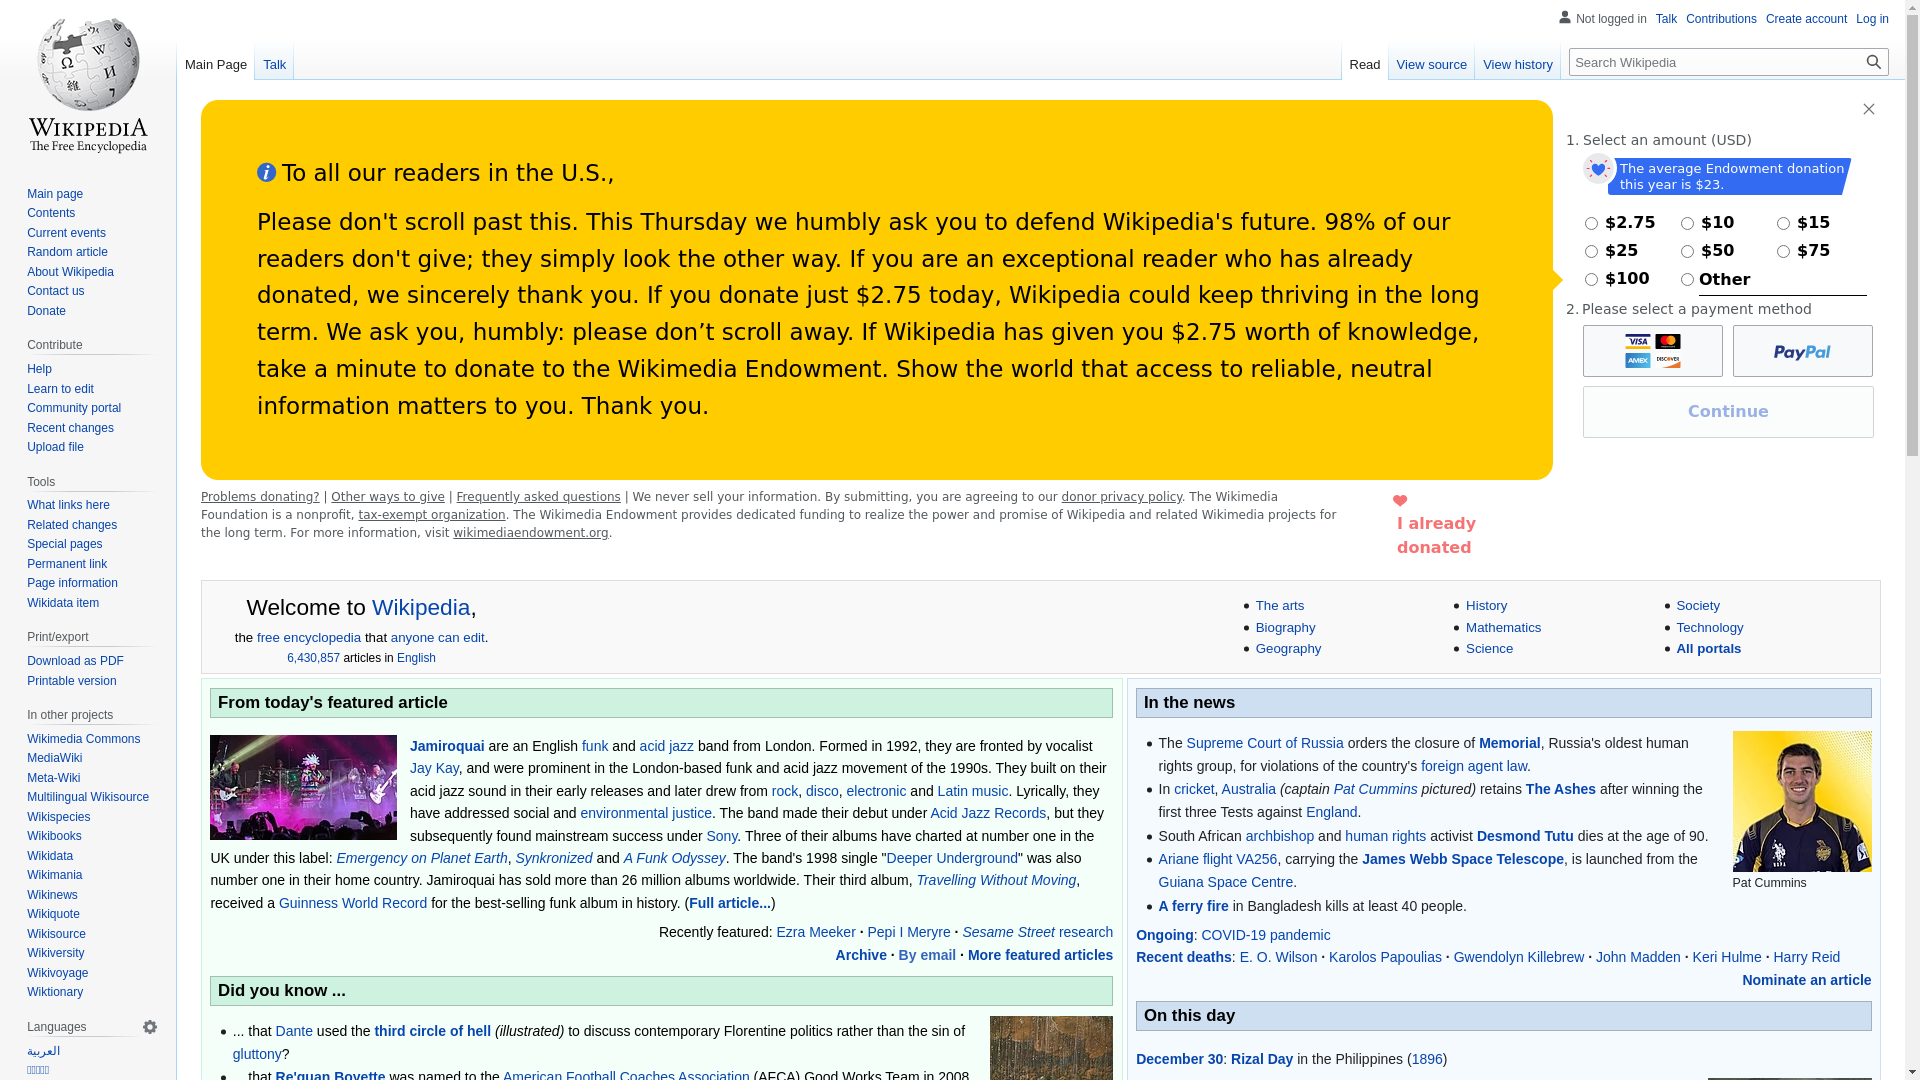 WIKIPEDIA
The Free Encyclopedia
Not logged in Talk Contributions Create account Log in
Main Page Talk
Read View source View history Search Wikipedia
Main page
Contents
Current events
Random article
About Wikipedia
Contact us
Donate
Contribute
Help
Learn to edit
Community portal
Recent changes
Upload file
Tools
What links here
Related changes
Special pages
Permanent link
Page information
Wikidata item
Print/export
Download as PDF
Printable version
In other projects
Wikimedia Commons
MediaWiki
Meta-Wiki
Multilingual Wikisource
Wikispecies
Wikibooks
Wikidata
Wikimania
Wikinews
Wikiquote
Wikisource
Wikiversity
Wikivoyage
Wiktionary
Languages
العربية
To all our readers in the U.S.,
Please don't scroll past this. This Thursday we humbly ask you to defend Wikipedia's future. 98% of our
readers don't give; they simply look the other way. If you are an exceptional reader who has already
donated, we sincerely thank you. If you donate just $2.75 today, Wikipedia could keep thriving in the long
term. We ask you, humbly: please don’t scroll away. If Wikipedia has given you $2.75 worth of knowledge,
take a minute to donate to the Wikimedia Endowment. Show the world that access to reliable, neutral
information matters to you. Thank you.
1. Select an amount (USD)
The average Endowment donation
this year is $23.
$2.75 $10 $15
$25 $50 $75
$100 Other
2. Please select a payment method
VISA
AMEX DISCOVER
PayPal
Continue
Problems donating? | Other ways to give | Frequently asked questions | We never sell your information. By submitting, you are agreeing to our donor privacy policy. The Wikimedia
Foundation is a nonprofit, tax-exempt organization. The Wikimedia Endowment provides dedicated funding to realize the power and promise of Wikipedia and related Wikimedia projects for
the long term. For more information, visit wikimediaendowment.org.
I already
donated
Welcome to Wikipedia,
the free encyclopedia that anyone can edit.
6,430,857 articles in English
The arts
Biography
Geography
History
Mathematics
Science
Society
Technology
All portals
From today's featured article
Jamiroquai are an English funk and acid jazz band from London. Formed in 1992, they are fronted by vocalist
Jay Kay, and were prominent in the London-based funk and acid jazz movement of the 1990s. They built on their
acid jazz sound in their early releases and later drew from rock, disco, electronic and Latin music. Lyrically, they
have addressed social and environmental justice. The band made their debut under Acid Jazz Records, but they
subsequently found mainstream success under Sony. Three of their albums have charted at number one in the
UK under this label: Emergency on Planet Earth, Synkronized and A Funk Odyssey. The band's 1998 single "Deeper Underground" was also
number one in their home country. Jamiroquai has sold more than 26 million albums worldwide. Their third album, Travelling Without Moving,
received a Guinness World Record for the best-selling funk album in history. (Full article...)
Recently featured: Ezra Meeker · Pepi I Meryre · Sesame Street research
Archive · By email · More featured articles
Did you know ...
... that Dante used the third circle of hell (illustrated) to discuss contemporary Florentine politics rather than the sin of
gluttony?
... that Re'quan Boyette was named to the American Football Coaches Association (AFCA) Good Works Team in 2008
In the news
The Supreme Court of Russia orders the closure of Memorial, Russia's oldest human
rights group, for violations of the country's foreign agent law.
In cricket, Australia (captain Pat Cummins pictured) retains The Ashes after winning the
first three Tests against England.
South African archbishop and human rights activist Desmond Tutu dies at the age of 90.
Ariane flight VA256, carrying the James Webb Space Telescope, is launched from the
Guiana Space Centre.
A ferry fire in Bangladesh kills at least 40 people.
Pat Cummins
Ongoing: COVID-19 pandemic
Recent deaths: E. O. Wilson · Karolos Papoulias · Gwendolyn Killebrew · John Madden · Keri Hulme · Harry Reid
Nominate an article
On this day
December 30: Rizal Day in the Philippines (1896)